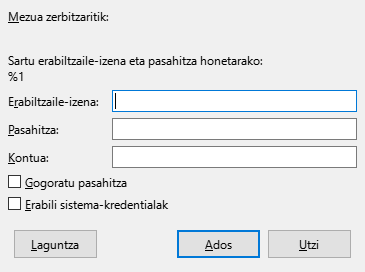 Mezua zerbitzaritik:
Sartu erabiltzaile-izena eta pasahitza honetarako:
%1
Erabiltzaile-izena:
Pasahitza:
Kontua:
Gogoratu pasahitza
Erabili sistema-kredentialak
Laguntza Ados Utzi